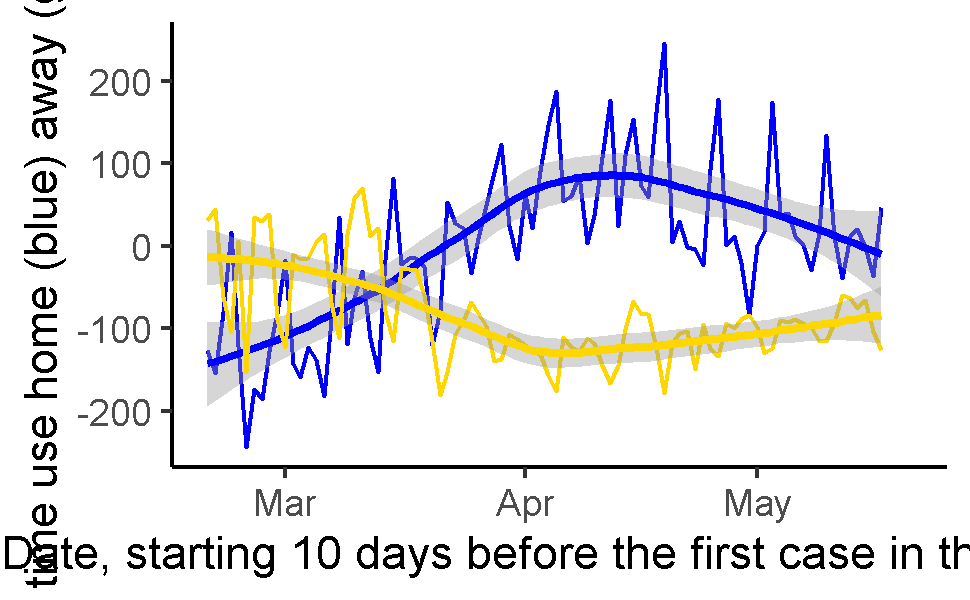 time use home (blue) away (
200
100
0
-100
-200
Mar Apr May
Date, starting 10 days before the first case in th